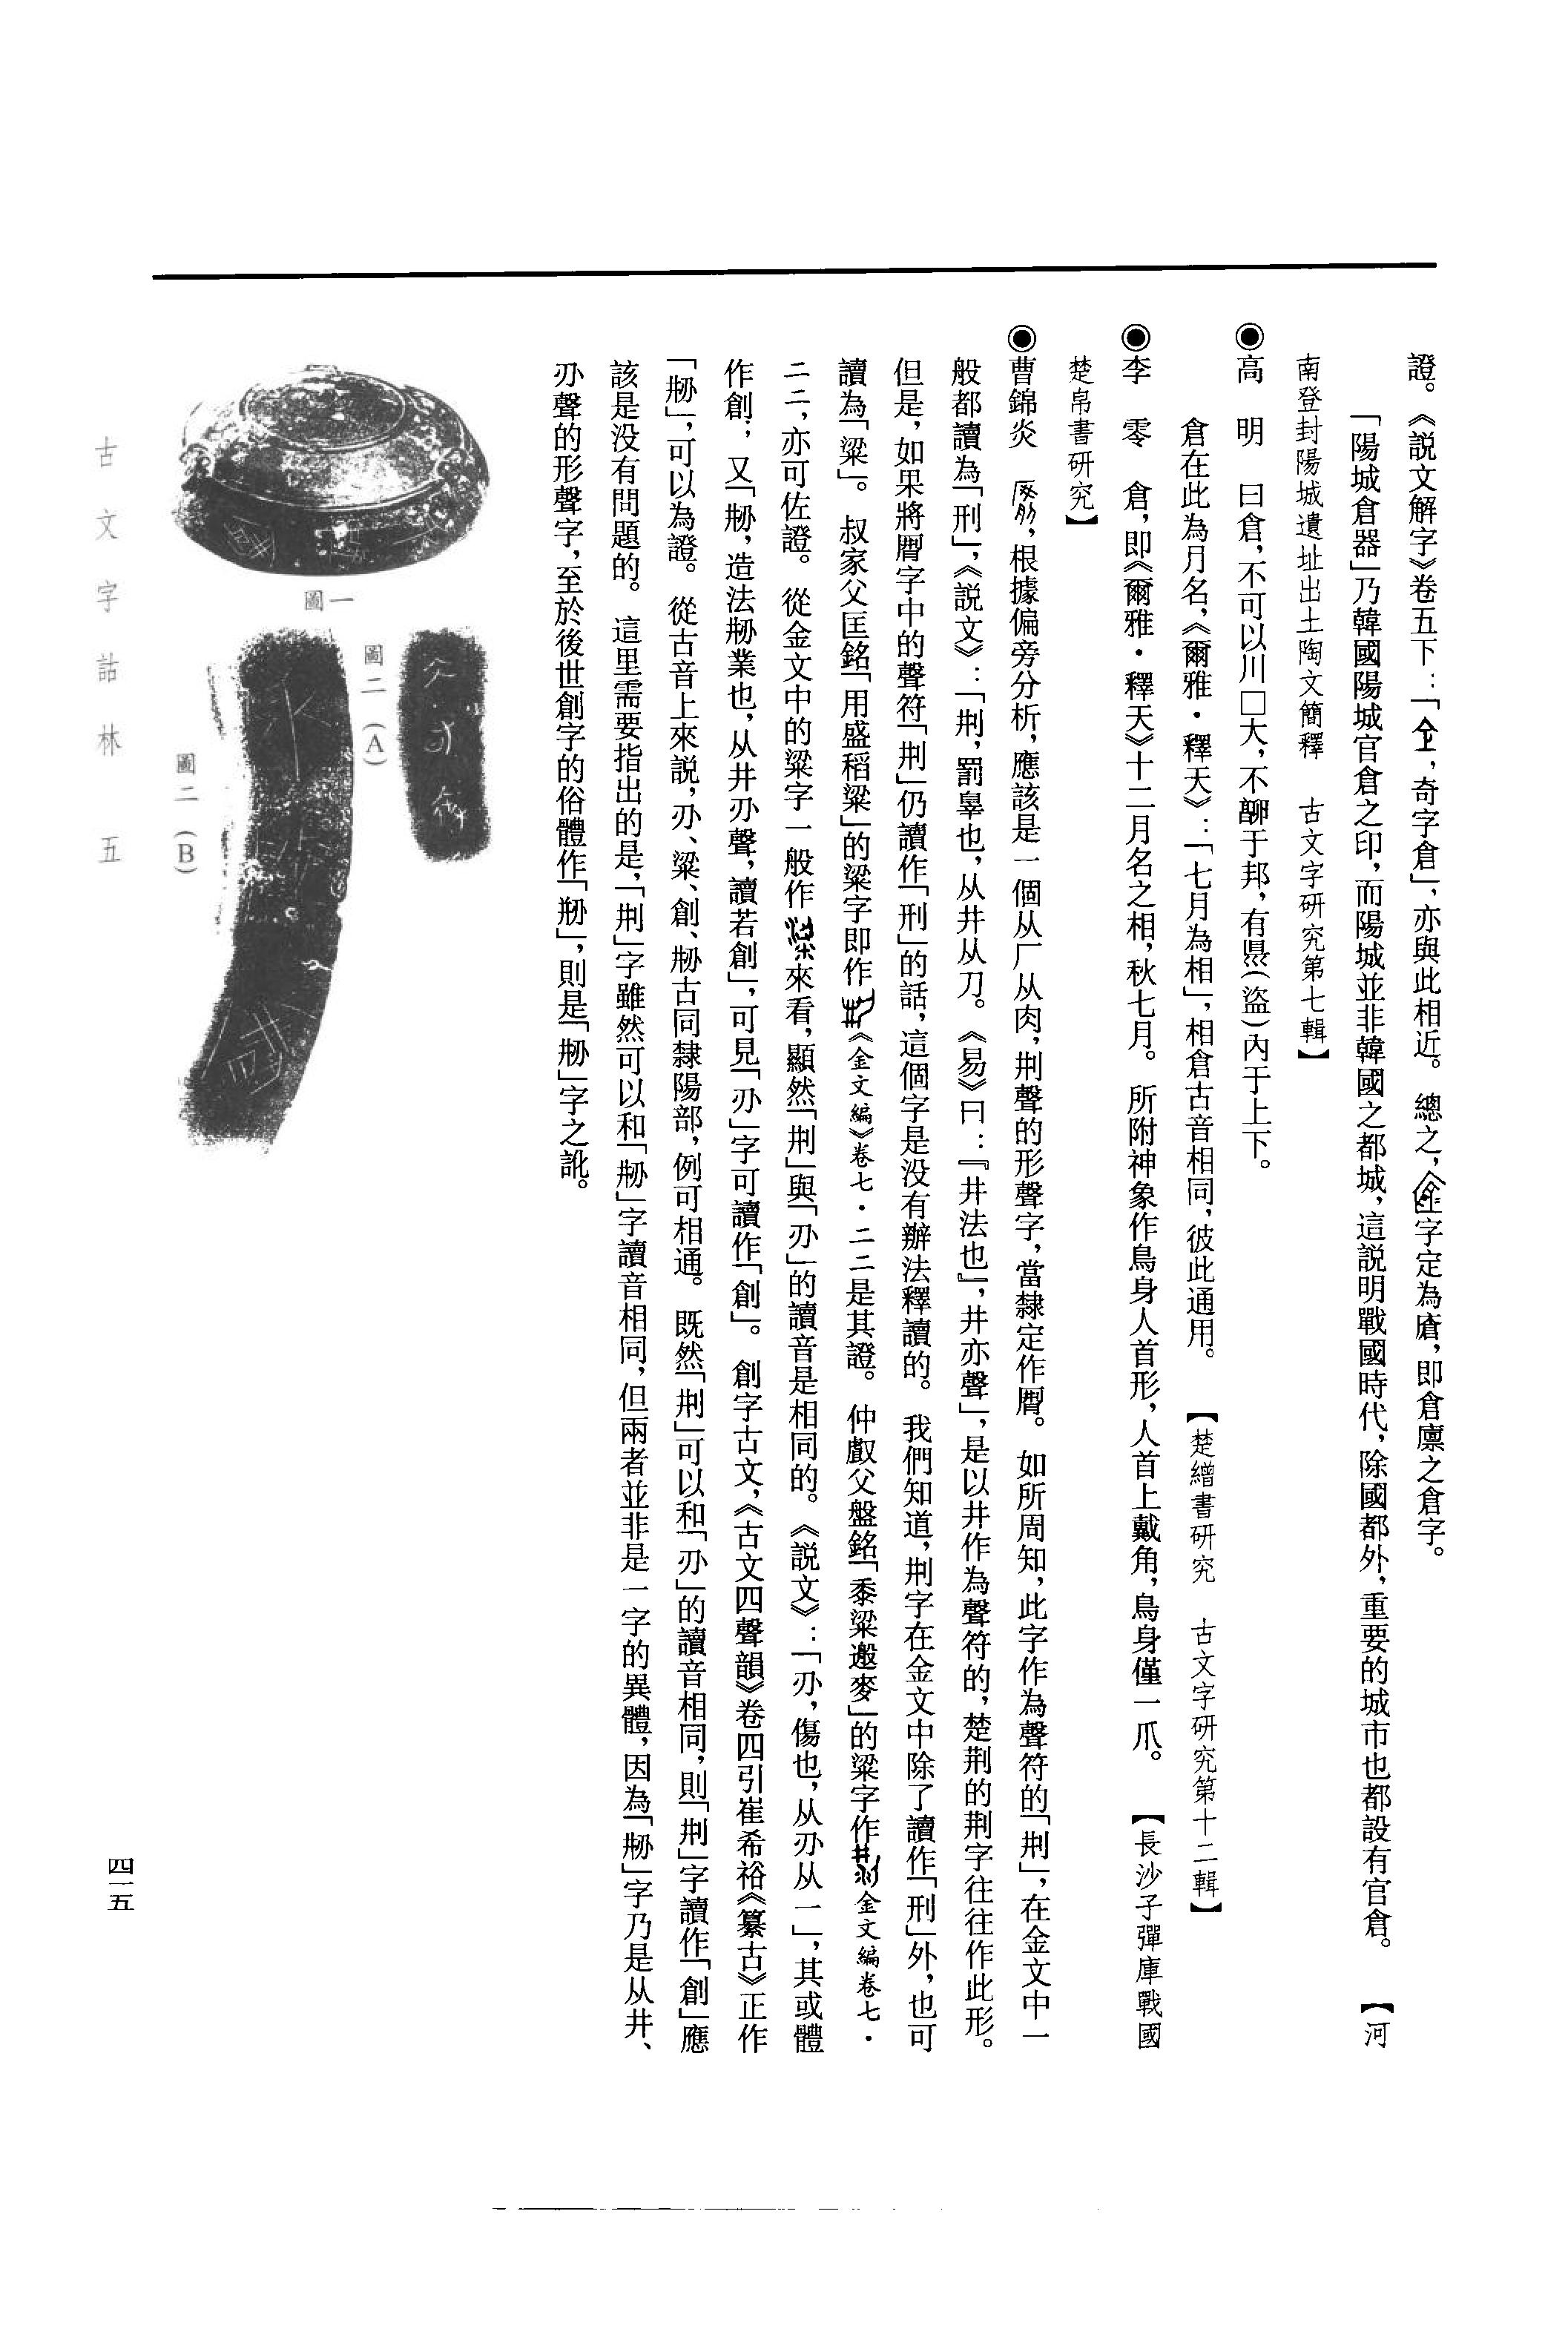 證。《説文解字》卷五下：「仺，奇字倉」，亦與此相近。總之，字定為㢓，即倉廪之倉字。
「陽城倉器」乃韓國陽城官倉之印，而陽城並非韓國之都城，這説明戰國時代，除國都外，重要的城市也都設有官倉。【河
南登封陽城遺址出土陶文簡釋　古文字研究第七輯】
◉高　明　曰倉，不可以川□大，不訓于邦，有（盜）內于上下。
倉在此為月名，《爾雅·釋天》：「七月為相」，相倉古音相同，彼此通用。【楚繒書研究　古文字研究第十二輯】
◉李　零　倉，即《爾雅·釋天》十二月名之相，秋七月。所附神象作鳥身人首形，人首上戴角，鳥身僅一爪。【長沙子彈庫戰國
楚帛書研究】
◉曹錦炎　，根據偏旁分析，應該是一個从厂从肉，㓝聲的形聲字，當隸定作。如所周知，此字作為聲符的「㓝」，在金文中一
般都讀為「刑」，《説文》：「㓝，罰辠也，从井从刀。《易》曰：『井法也』，井亦聲」，是以井作為聲符的，楚荆的荆字往往作此形。
但是，如果將字中的聲符「㓝」仍讀作「刑」的話，這個字是没有辦法釋讀的。我們知道，㓝字在金文中除了讀作「刑」外，也可
讀為「粱」。叔家父匡銘「用盛稻粱」的粱字即作《金文編》卷七·二二是其證。仲𠭯父盤銘「黍粱麥」的粱字作金文編卷七·
二二，亦可佐證。從金文中的粱字一般作來看，顯然「㓝」與「刅」的讀音是相同的。《説文》：「刅，傷也，从刃从一」，其或體
作創；又「剏，造法剏業也，从井刅聲，讀若創」，可見「刅」字可讀作「創」。創字古文，《古文四聲韻》卷四引崔希裕《纂古》正作
「剏」，可以為證。從古音上來説，刅、粱、創、剏古同隸陽部，例可相通。既然「㓝」可以和「刅」的讀音相同，則「㓝」字讀作「創」應
該是没有問題的。這里需要指出的是，「㓝」字雖然可以和「剏」字讀音相同，但兩者並非是一字的異體，因為「剏」字乃是从井、
刅聲的形聲字，至於後世創字的俗體作「剙」，則是「剏」字之訛。
圖一
圖二（A）
圖二（B）
古文字詁林　五
四一五